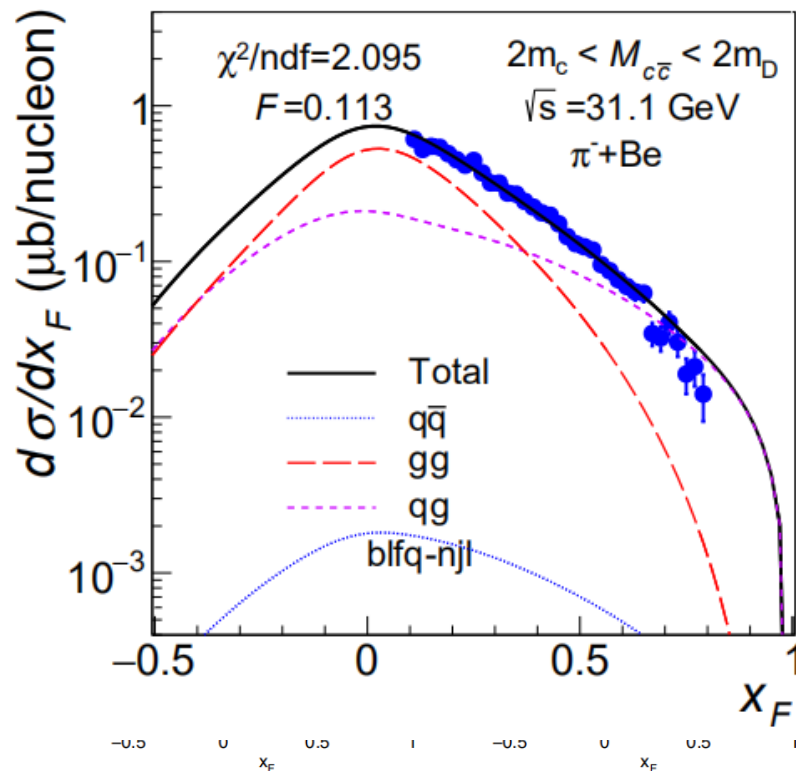 dσ/dx_F (μb/nucleon)
χ²/ndf=2.095
F=0.113
2m_c < M_cc̅ < 2m_D
√s =31.1 GeV
π⁻+Be
1
10⁻¹
10⁻²
10⁻³
Total
qq̅
gg
qg
blfq-njl
−0.5 0 0.5 1
x_F
−0.5 0 0.5 −0.5 0 0.5
x_F x_F